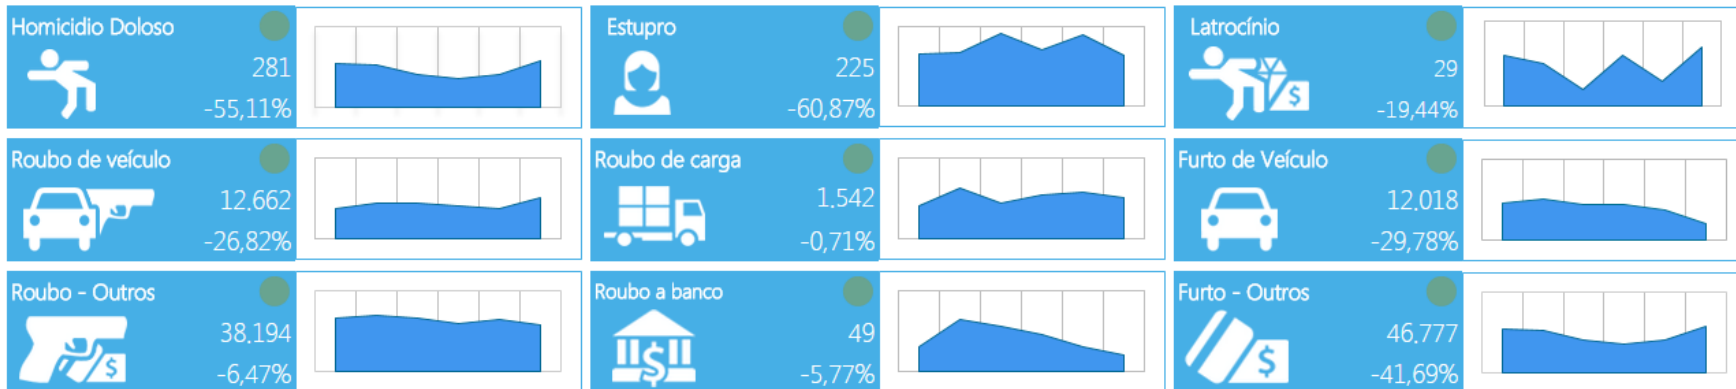 Homicidio Doloso
281
-55,11%
Estupro
225
-60,87%
Latrocínio
$
29
-19,44%
Roubo de veículo
12.662
-26,82%
Roubo de carga
1.542
-0,71%
Furto de Veículo
12.018
-29,78%
Roubo - Outros
38.194
$
-6,47%
Roubo a banco
49
$
-5,77%
Furto - Outros
46.777
$
-41,69%